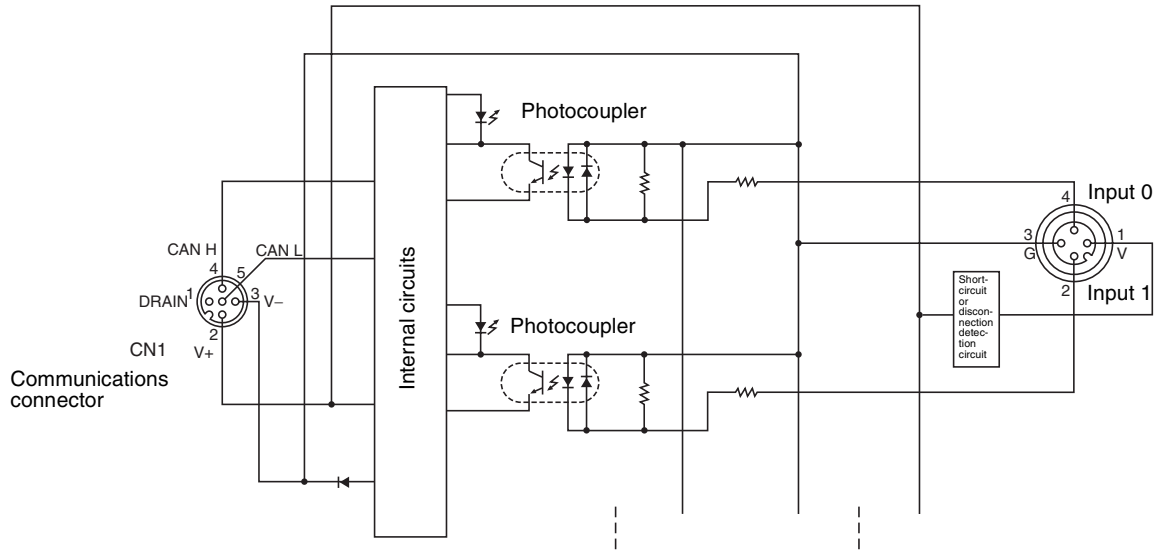 Photocoupler
4
Input 0
CAN H
CAN L
3
1
G
V
4
5
DRAIN
1
3
V–
2
Input 1
Short-
circuit
or
discon-
nection
detec-
tion
circuit
Internal circuits
Photocoupler
2
CN1
V+
Communications
connector